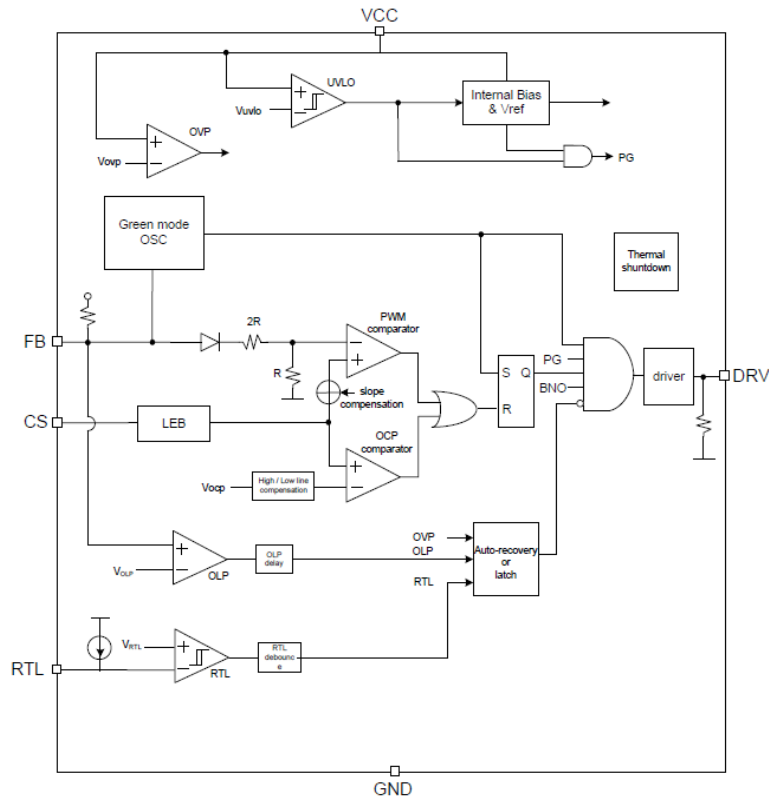 VCC
UVLO
Vuvlo
Internal Bias
& Vref
OVP
Vovp
PG
Green mode
OSC
Thermal
shuntdown
FB
2R
R
PWM
comparator
slope
compensation
S Q
R
PG
BNO
driver
DRV
CS
LEB
OCP
comparator
Vocp
High / Low line
compensation
OVP
OLP
RTL
Auto-recovery
or
latch
VOLP
OLP
OLP
delay
VRTL
RTL
RTL
debounc
e
RTL
GND